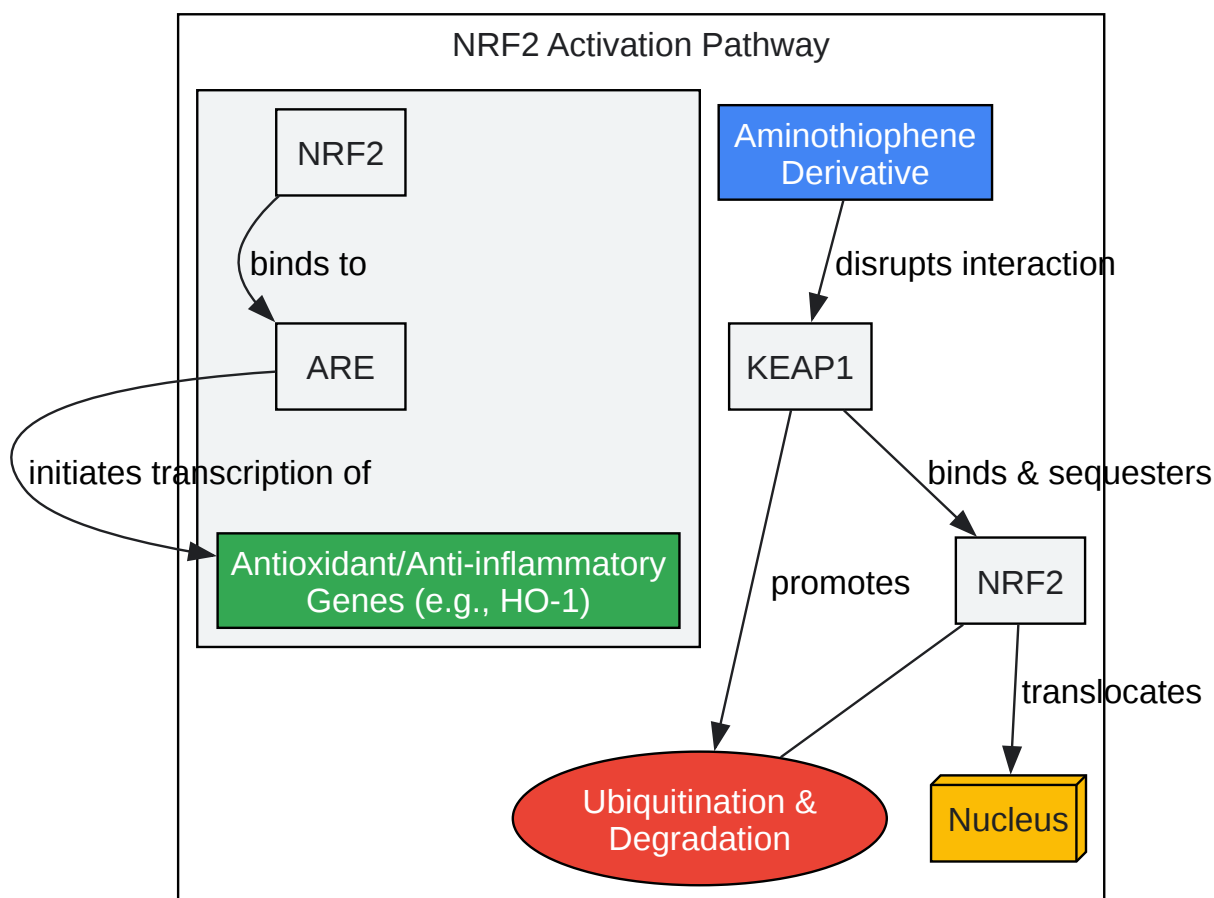 NRF2 Activation Pathway
NRF2
Aminothiophene
Derivative
binds to
disrupts interaction
ARE
KEAP1
initiates transcription of
binds & sequesters
Antioxidant/Anti-inflammatory
Genes (e.g., HO-1)
promotes
NRF2
translocates
Ubiquitination &
Degradation
Nucleus